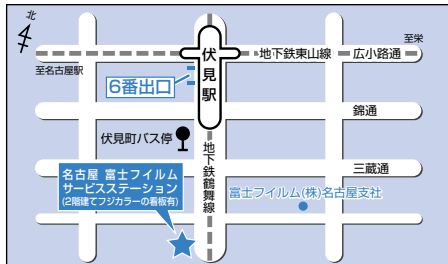 北
至栄
伏見駅
地下鉄東山線
広小路通
至名古屋駅
6番出口
錦通
伏見町バス停
地下鉄鶴舞線
三蔵通
名古屋 富士フイルム
サービスステーション
(2階建てフジカラーの看板有)
富士フイルム(株)名古屋支社